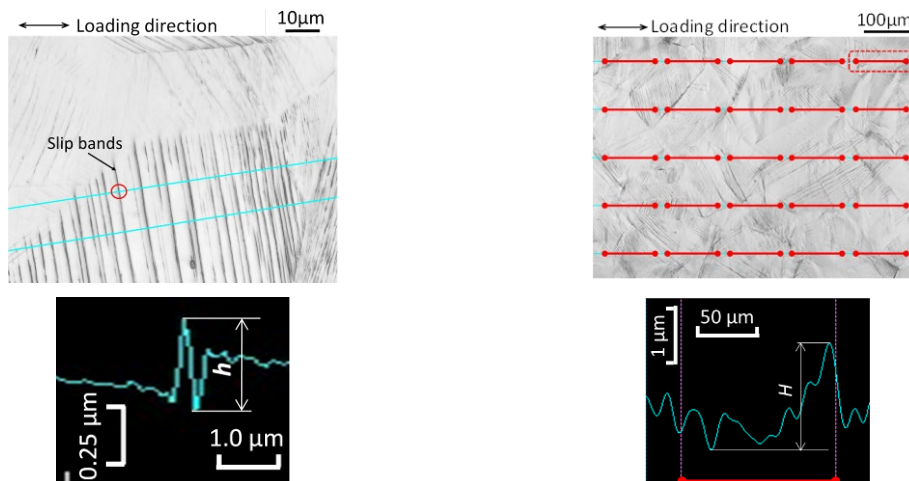 Loading direction 10μm
Slip bands
h
0.25 μm
1.0 μm
Loading direction 100μm
1 μm
50 μm
H